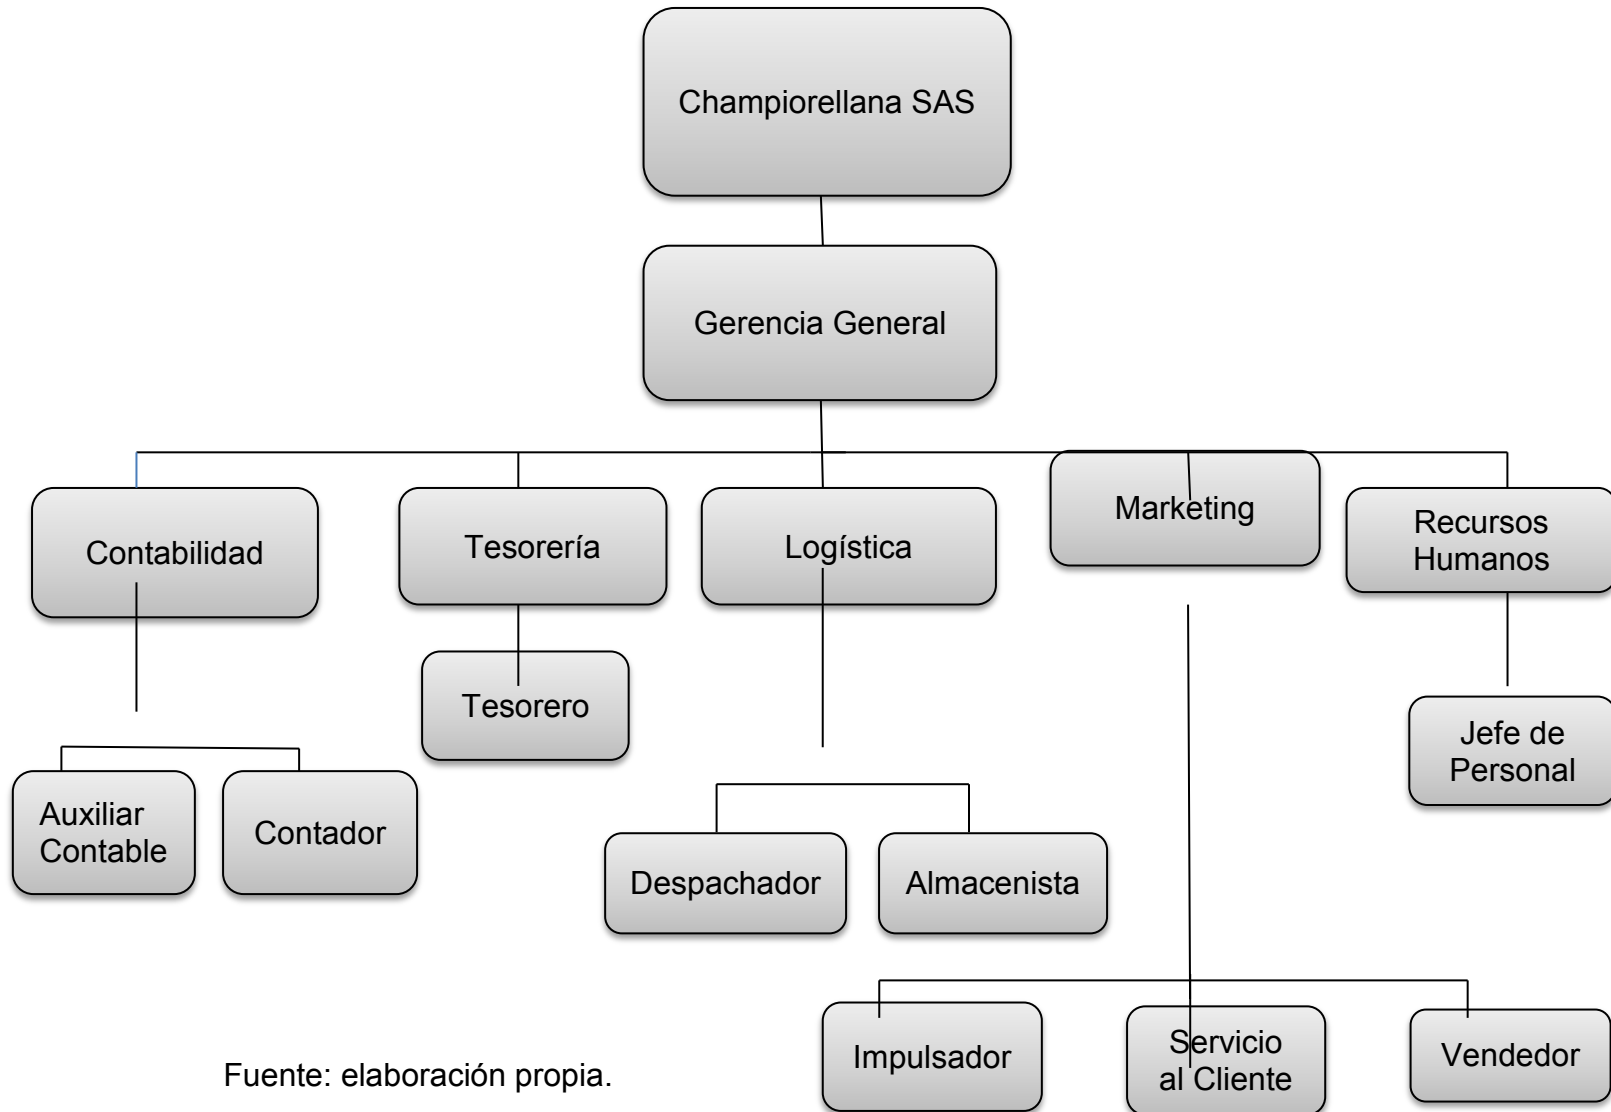 Champiorellana SAS
Gerencia General
Contabilidad
Tesorería
Logística
Marketing
Recursos
Humanos
Tesorero
Jefe de
Personal
Auxiliar
Contable
Contador
Despachador
Almacenista
Impulsador
Servicio
al Cliente
Vendedor
Fuente: elaboración propia.